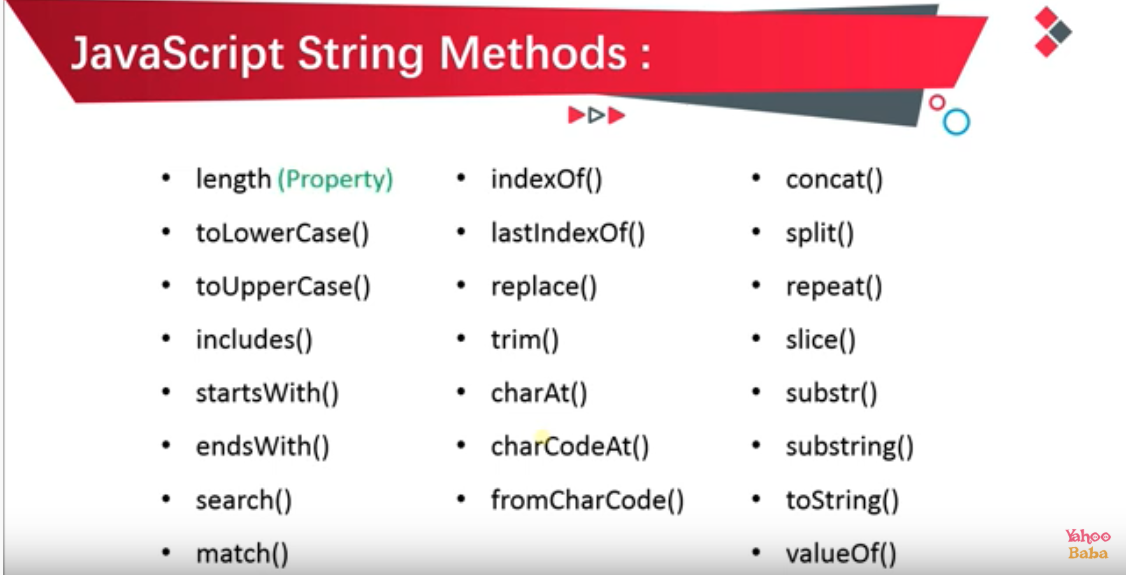 JavaScript String Methods :
length (Property)
toLowerCase()
toUpperCase()
includes()
startsWith()
endsWith()
search()
match()
indexOf()
lastIndexOf()
replace()
trim()
charAt()
charCodeAt()
fromCharCode()
concat()
split()
repeat()
slice()
substr()
substring()
toString()
valueOf()
Yahoo
Baba